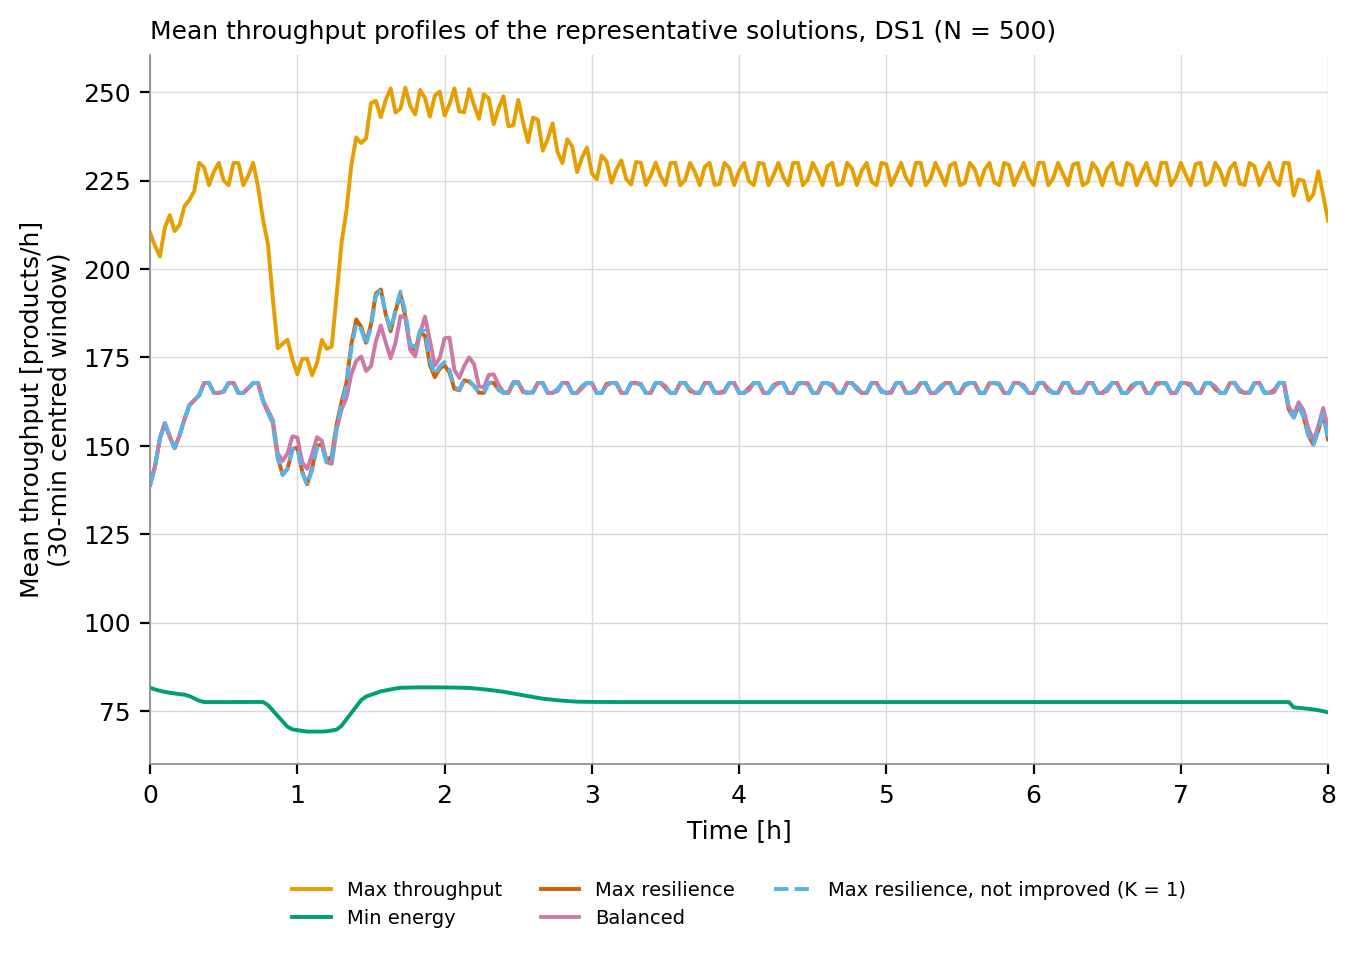 Mean throughput profiles of the representative solutions, DS1 (N = 500)
Mean throughput [products/h]
(30-min centred window)
250
225
200
175
150
125
100
75
0 1 2 3 4 5 6 7 8
Time [h]
Max throughput Max resilience Max resilience, not improved (K = 1)
Min energy Balanced